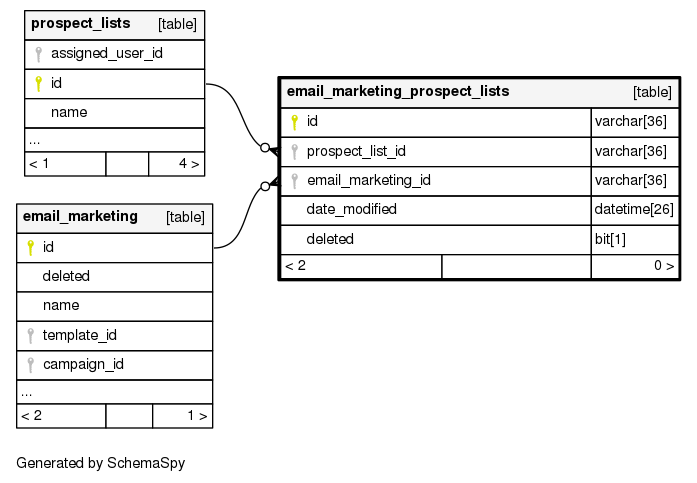 prospect_lists [table]
assigned_user_id
id
name
...
< 1 4 >
email_marketing_prospect_lists [table]
id varchar[36]
prospect_list_id varchar[36]
email_marketing_id varchar[36]
date_modified datetime[26]
deleted bit[1]
< 2 0 >
email_marketing [table]
id
deleted
name
template_id
campaign_id
...
< 2 1 >
Generated by SchemaSpy